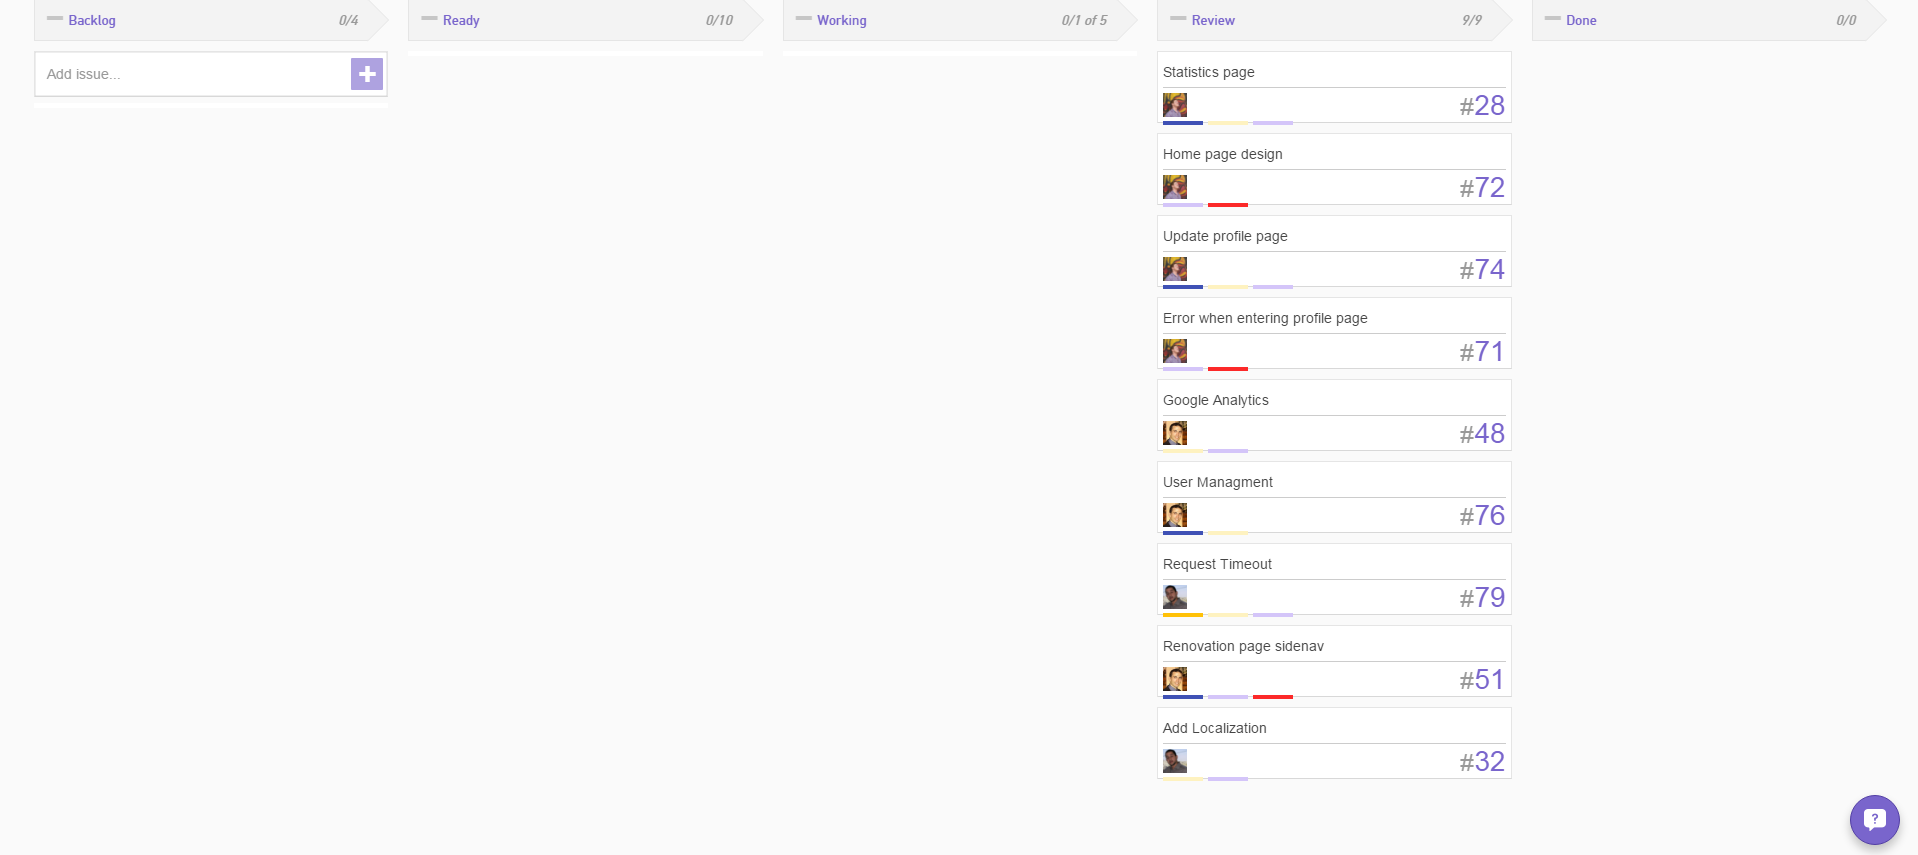 Backlog 0/4
Ready 0/10
Working 0/1 of 5
Review 9/9
Done 0/0
Add issue...
Statistics page
#28
Home page design
#72
Update profile page
#74
Error when entering profile page
#71
Google Analytics
#48
User Managment
#76
Request Timeout
#79
Renovation page sidenav
#51
Add Localization
#32
?